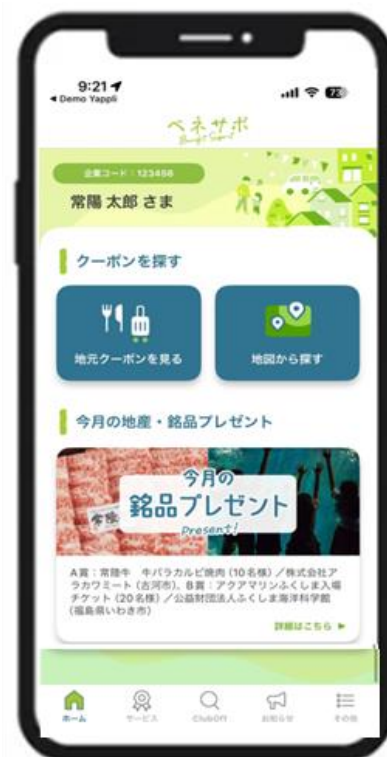 9:21
73
◀ Demo Yappli
ベネサポ
Benefit Support
企業コード：123456
常陽 太郎 さま
クーポンを探す
地元クーポンを見る
地図から探す
今月の地産・銘品プレゼント
常陸
今月の
銘品プレゼント
Present!
A賞：常陸牛 牛バラカルビ焼肉（10名様）／株式会社ア
ラカワミート（古河市）、B賞：アクアマリンふくしま入場
チケット（20名様）／公益財団法人ふくしま海洋科学館
（福島県いわき市）
詳細はこちら ▶
ホーム
サービス
ClubOff
お知らせ
その他